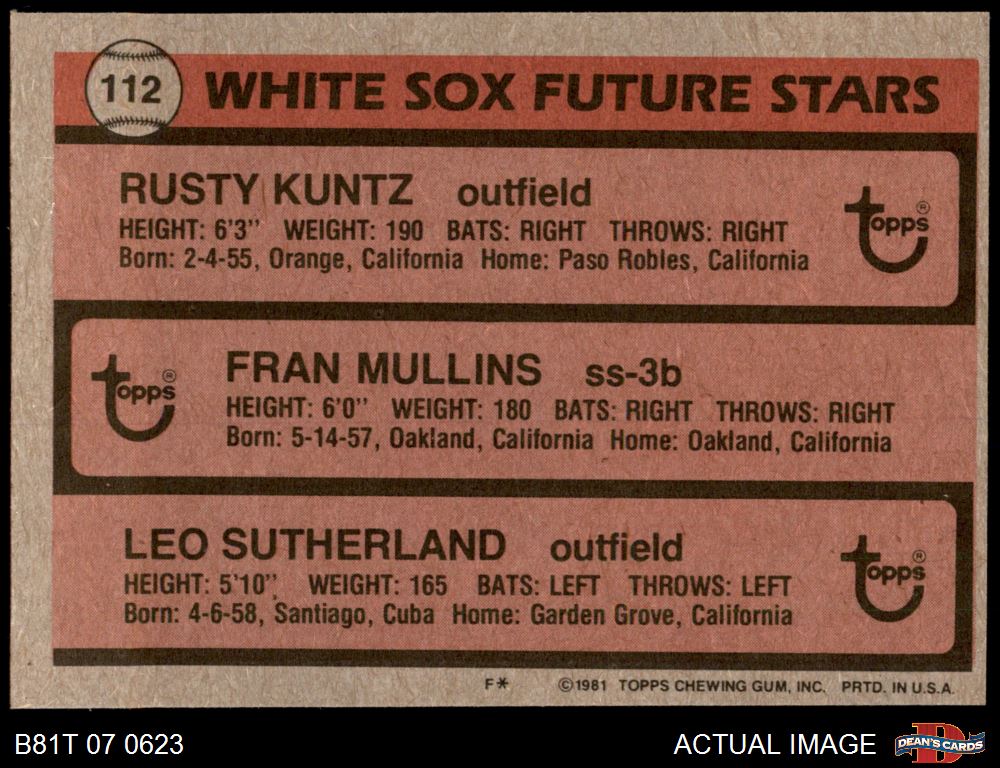 112 WHITE SOX FUTURE STARS
RUSTY KUNTZ outfield
HEIGHT: 6'3" WEIGHT: 190 BATS: RIGHT THROWS: RIGHT
Born: 2-4-55, Orange, California Home: Paso Robles, California
topps®
FRAN MULLINS ss-3b
HEIGHT: 6'0" WEIGHT: 180 BATS: RIGHT THROWS: RIGHT
Born: 5-14-57, Oakland, California Home: Oakland, California
topps®
LEO SUTHERLAND outfield
HEIGHT: 5'10" WEIGHT: 165 BATS: LEFT THROWS: LEFT
Born: 4-6-58, Santiago, Cuba Home: Garden Grove, California
topps®
F* ©1981 TOPPS CHEWING GUM, INC. PRTD. IN U.S.A.
B81T 07 0623 ACTUAL IMAGE DEAN'S CARDS